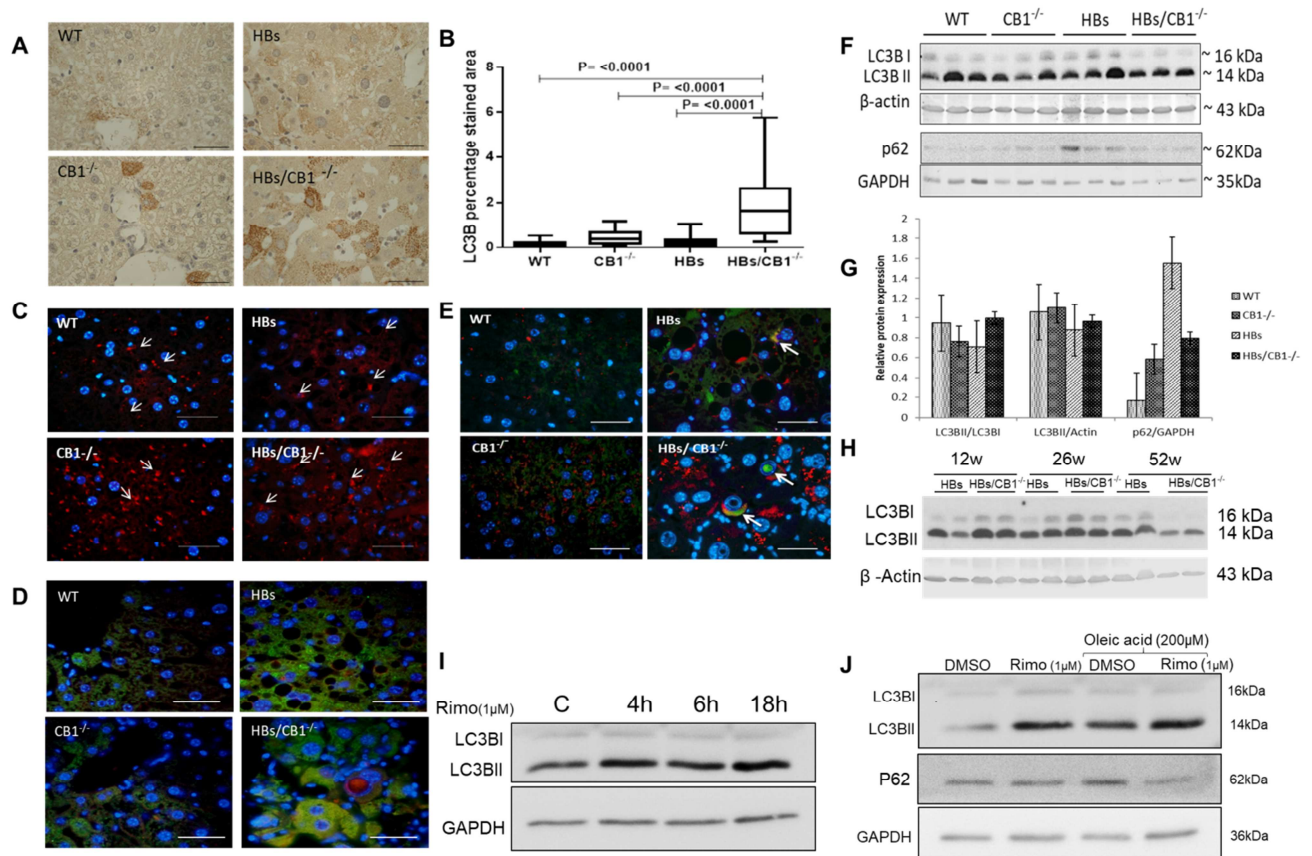 A
WT
HBs
CB1-/-
HBs/CB1 -/-
B
LC3B percentage stained area
8
6
4
2
0
P= <0.0001
P= <0.0001
P= <0.0001
WT CB1-/- HBs HBs/CB1-/-
C
WT
HBs
CB1-/-
HBs/CB1-/-
D
WT
HBs
CB1-/-
HBs/CB1-/-
E
WT
HBs
CB1-/-
HBs/ CB1-/-
F
WT CB1-/- HBs HBs/CB1-/-
LC3B I ~ 16 kDa
LC3B II ~ 14 kDa
β-actin ~ 43 kDa
p62 ~ 62KDa
GAPDH ~ 35kDa
G
Relative protein expression
2
1.8
1.6
1.4
1.2
1
0.8
0.6
0.4
0.2
0
LC3BII/LC3BI LC3BII/Actin p62/GAPDH
WT
CB1-/-
HBs
HBs/CB1-/-
H
12w 26w 52w
HBs HBs/CB1-/- HBs HBs/CB1-/- HBs HBs/CB1-/-
LC3BI 16 kDa
LC3BII 14 kDa
β -Actin 43 kDa
I
Rimo(1µM) C 4h 6h 18h
LC3BI
LC3BII
GAPDH
J
Oleic acid (200µM)
DMSO Rimo (1µM) DMSO Rimo (1µM)
LC3BI 16kDa
LC3BII 14kDa
P62 62kDa
GAPDH 36kDa